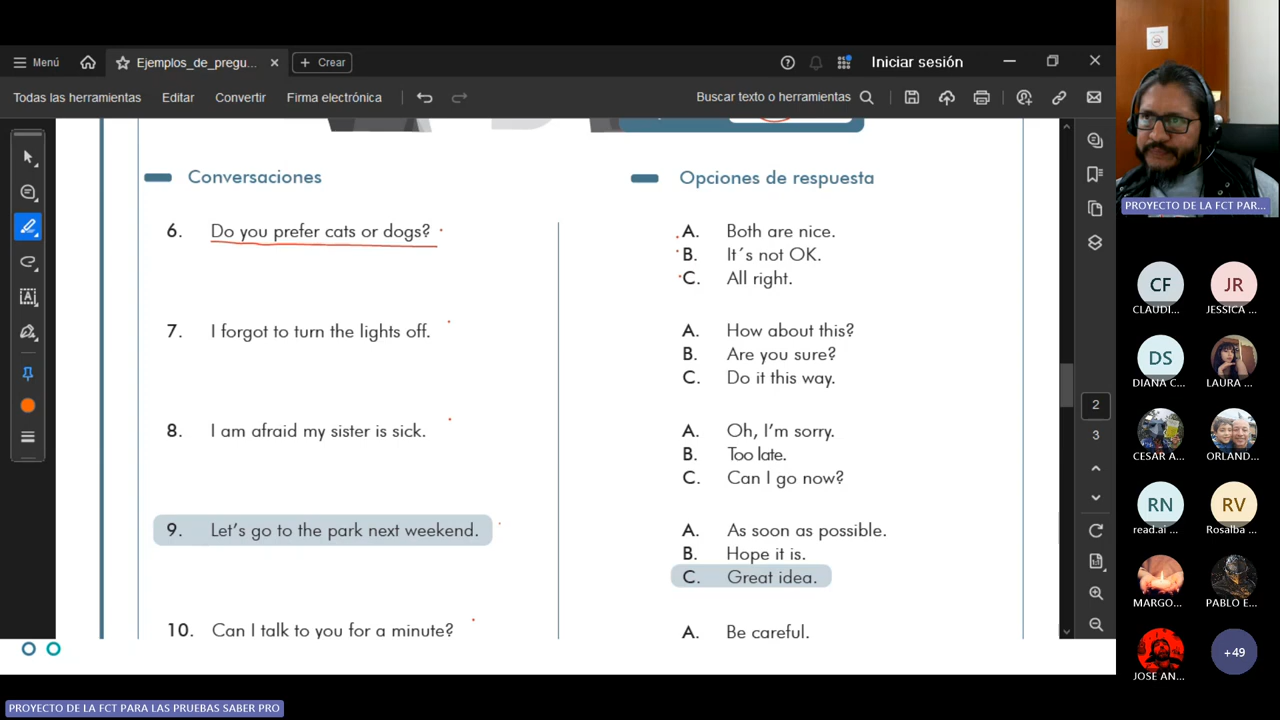 Menú
Ejemplos_de_pregu...
Crear
Iniciar sesión
Todas las herramientas
Editar
Convertir
Firma electrónica
Buscar texto o herramientas
Conversaciones
Opciones de respuesta
6. Do you prefer cats or dogs?
A. Both are nice.
B. It´s not OK.
C. All right.
7. I forgot to turn the lights off.
A. How about this?
B. Are you sure?
C. Do it this way.
8. I am afraid my sister is sick.
A. Oh, I'm sorry.
B. Too late.
C. Can I go now?
9. Let's go to the park next weekend.
A. As soon as possible.
B. Hope it is.
C. Great idea.
10. Can I talk to you for a minute?
A. Be careful.
2
3
PROYECTO DE LA FCT PAR...
CF
CLAUDI...
JR
JESSICA ...
DS
DIANA C...
LAURA ...
CESAR A...
ORLAND...
RN
read.ai ...
RV
Rosalba ...
MARGO...
PABLO E...
JOSE AN...
+49
PROYECTO DE LA FCT PARA LAS PRUEBAS SABER PRO